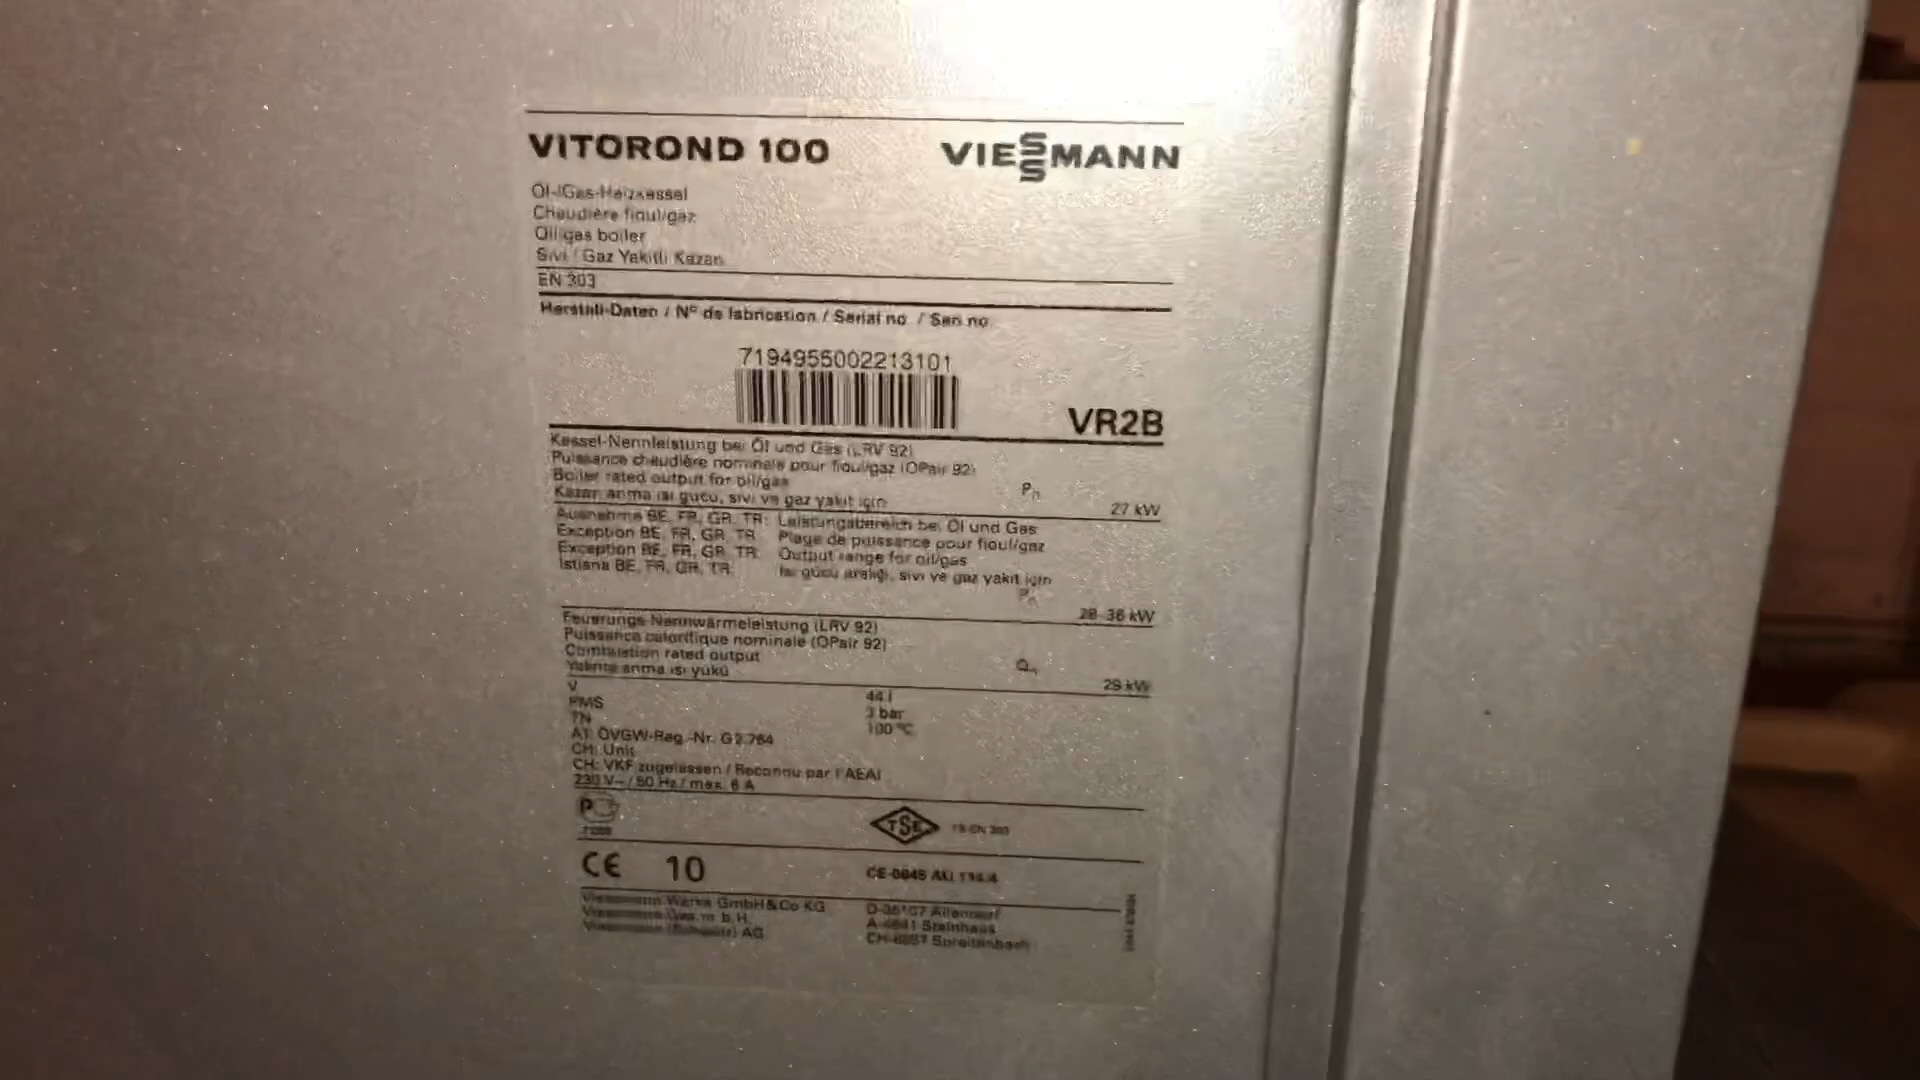 VITOROND 100
VIESSMANN
Öl-/Gas-Heizkessel
Chaudière fioul/gaz
Oil/gas boiler
Sıvı / Gaz Yakıtlı Kazan
EN 303
Herstell-Daten / N° de fabrication / Serial no. / Seri no.
7194955002213101
VR2B
Kessel-Nennleistung bei Öl und Gas (LRV 92)
Puissance chaudière nominale pour fioul/gaz (OPair 92)
Boiler rated output for oil/gas
Kazan anma ısı gücü, sıvı ve gaz yakıt için
Pn 27 kW
Ausnahme BE, FR, GR, TR: Leistungsbereich bei Öl und Gas
Exception BE, FR, GR, TR: Plage de puissance pour fioul/gaz
Exception BE, FR, GR, TR: Output range for oil/gas
İstisna BE, FR, GR, TR: Isı gücü aralığı, sıvı ve gaz yakıt için
Pn
28-36 kW
Feuerungs-Nennwärmeleistung (LRV 92)
Puissance calorifique nominale (OPair 92)
Combustion rated output
anma ısı yükü
29 kW
V 44 l
PMS 3 bar
TN 100 °C
AT: ÖVGW-Reg.-Nr. G 2.764
CH: Unit
CH: VKF zugelassen / Reconnu par l'AEAI
230 V~ / 50 Hz / max. 6 A
TSE TS EN 303
CE 10
Viessmann Werke GmbH&Co KG D-35107 Allendorf
Viessmann Ges.m.b.H. A-4641 Steinhaus
Viessmann (Schweiz) AG CH-8957 Spreitenbach